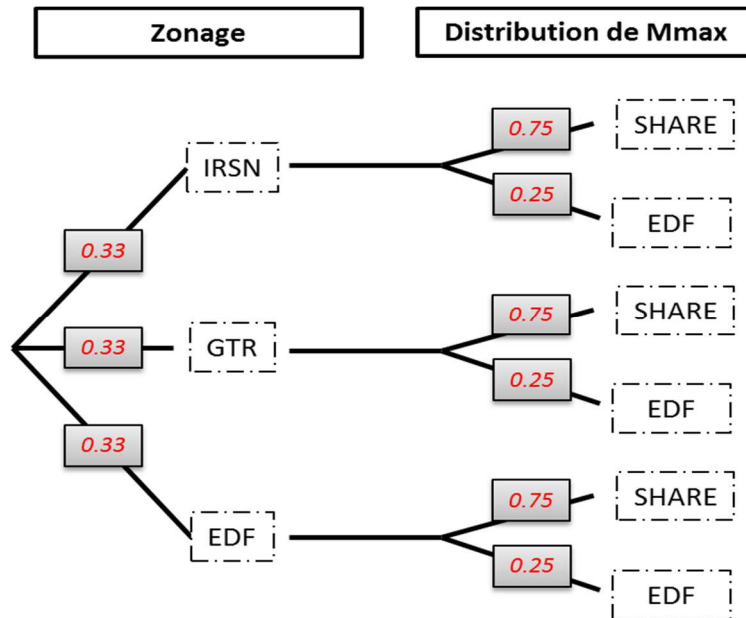 Zonage
Distribution de Mmax
0.75
SHARE
IRSN
0.25
EDF
0.33
0.75
SHARE
0.33
GTR
0.25
EDF
0.33
0.75
SHARE
EDF
0.25
EDF